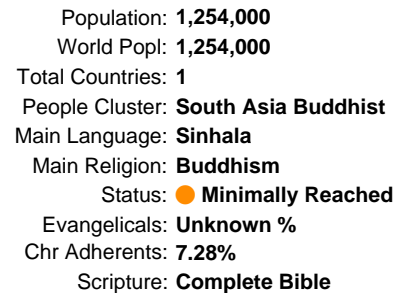 Population: 1,254,000
World Popl: 1,254,000
Total Countries: 1
People Cluster: South Asia Buddhist
Main Language: Sinhala
Main Religion: Buddhism
Status: Minimally Reached
Evangelicals: Unknown %
Chr Adherents: 7.28%
Scripture: Complete Bible